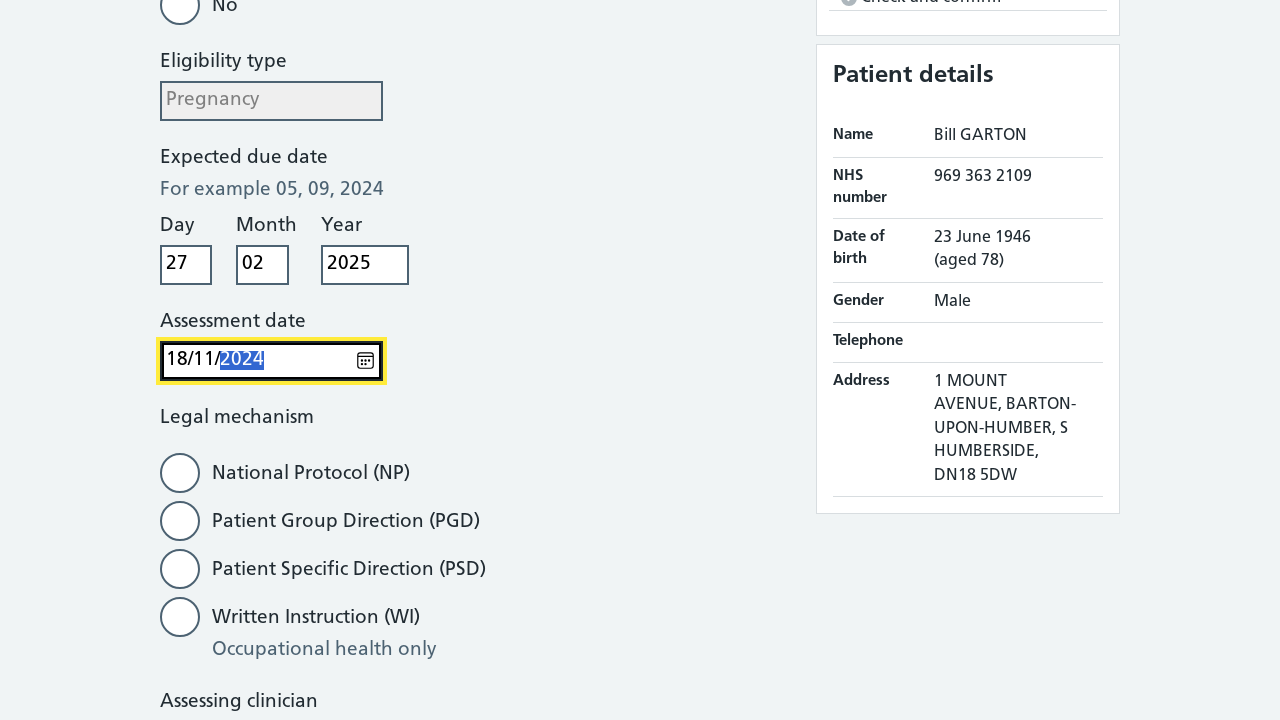 No
Eligibility type
Pregnancy
Expected due date
For example 05, 09, 2024
Day Month Year
27 02 2025
Assessment date
18/11/2024
Legal mechanism
National Protocol (NP)
Patient Group Direction (PGD)
Patient Specific Direction (PSD)
Written Instruction (WI)
Occupational health only
Assessing clinician
Check and confirm
Patient details
Name Bill GARTON
NHS number 969 363 2109
Date of birth 23 June 1946 (aged 78)
Gender Male
Telephone
Address 1 MOUNT
AVENUE, BARTON-
UPON-HUMBER, S
HUMBERSIDE,
DN18 5DW